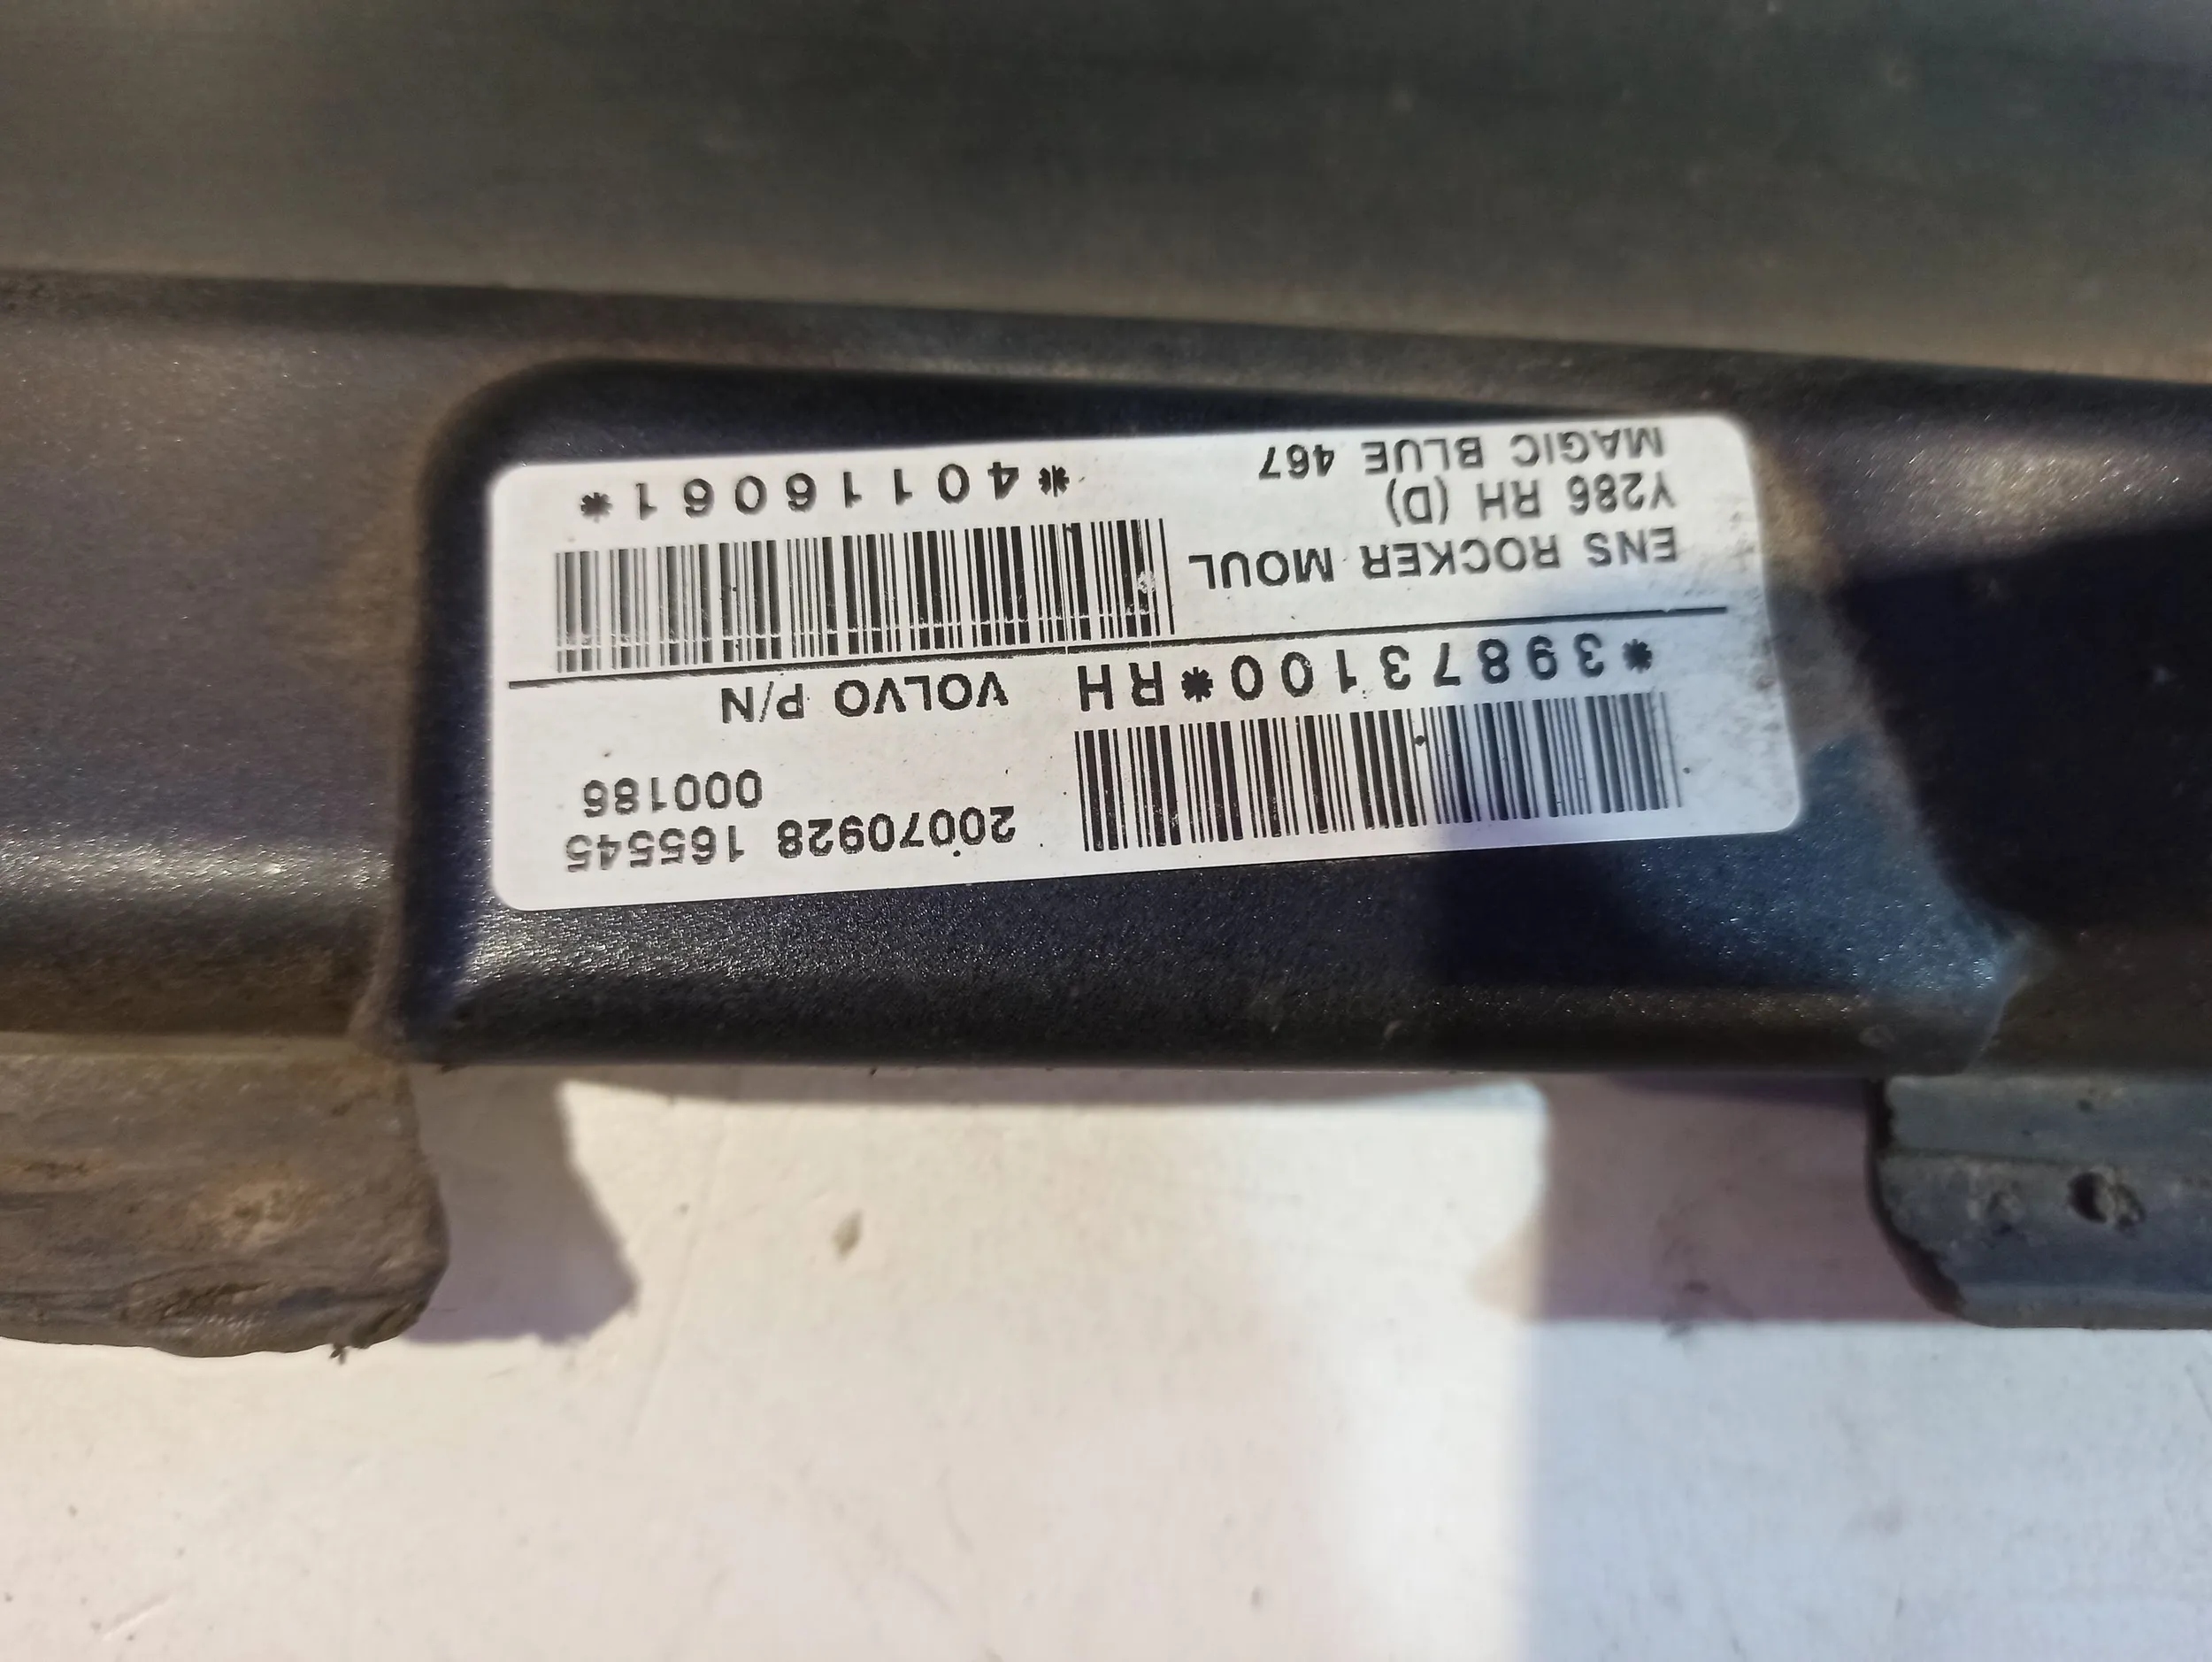 20070928 165545
000186
*39873100*RH
VOLVO P/N
ENS ROCKER MOUL
Y286 RH (D)
MAGIC BLUE 467
*40116061*